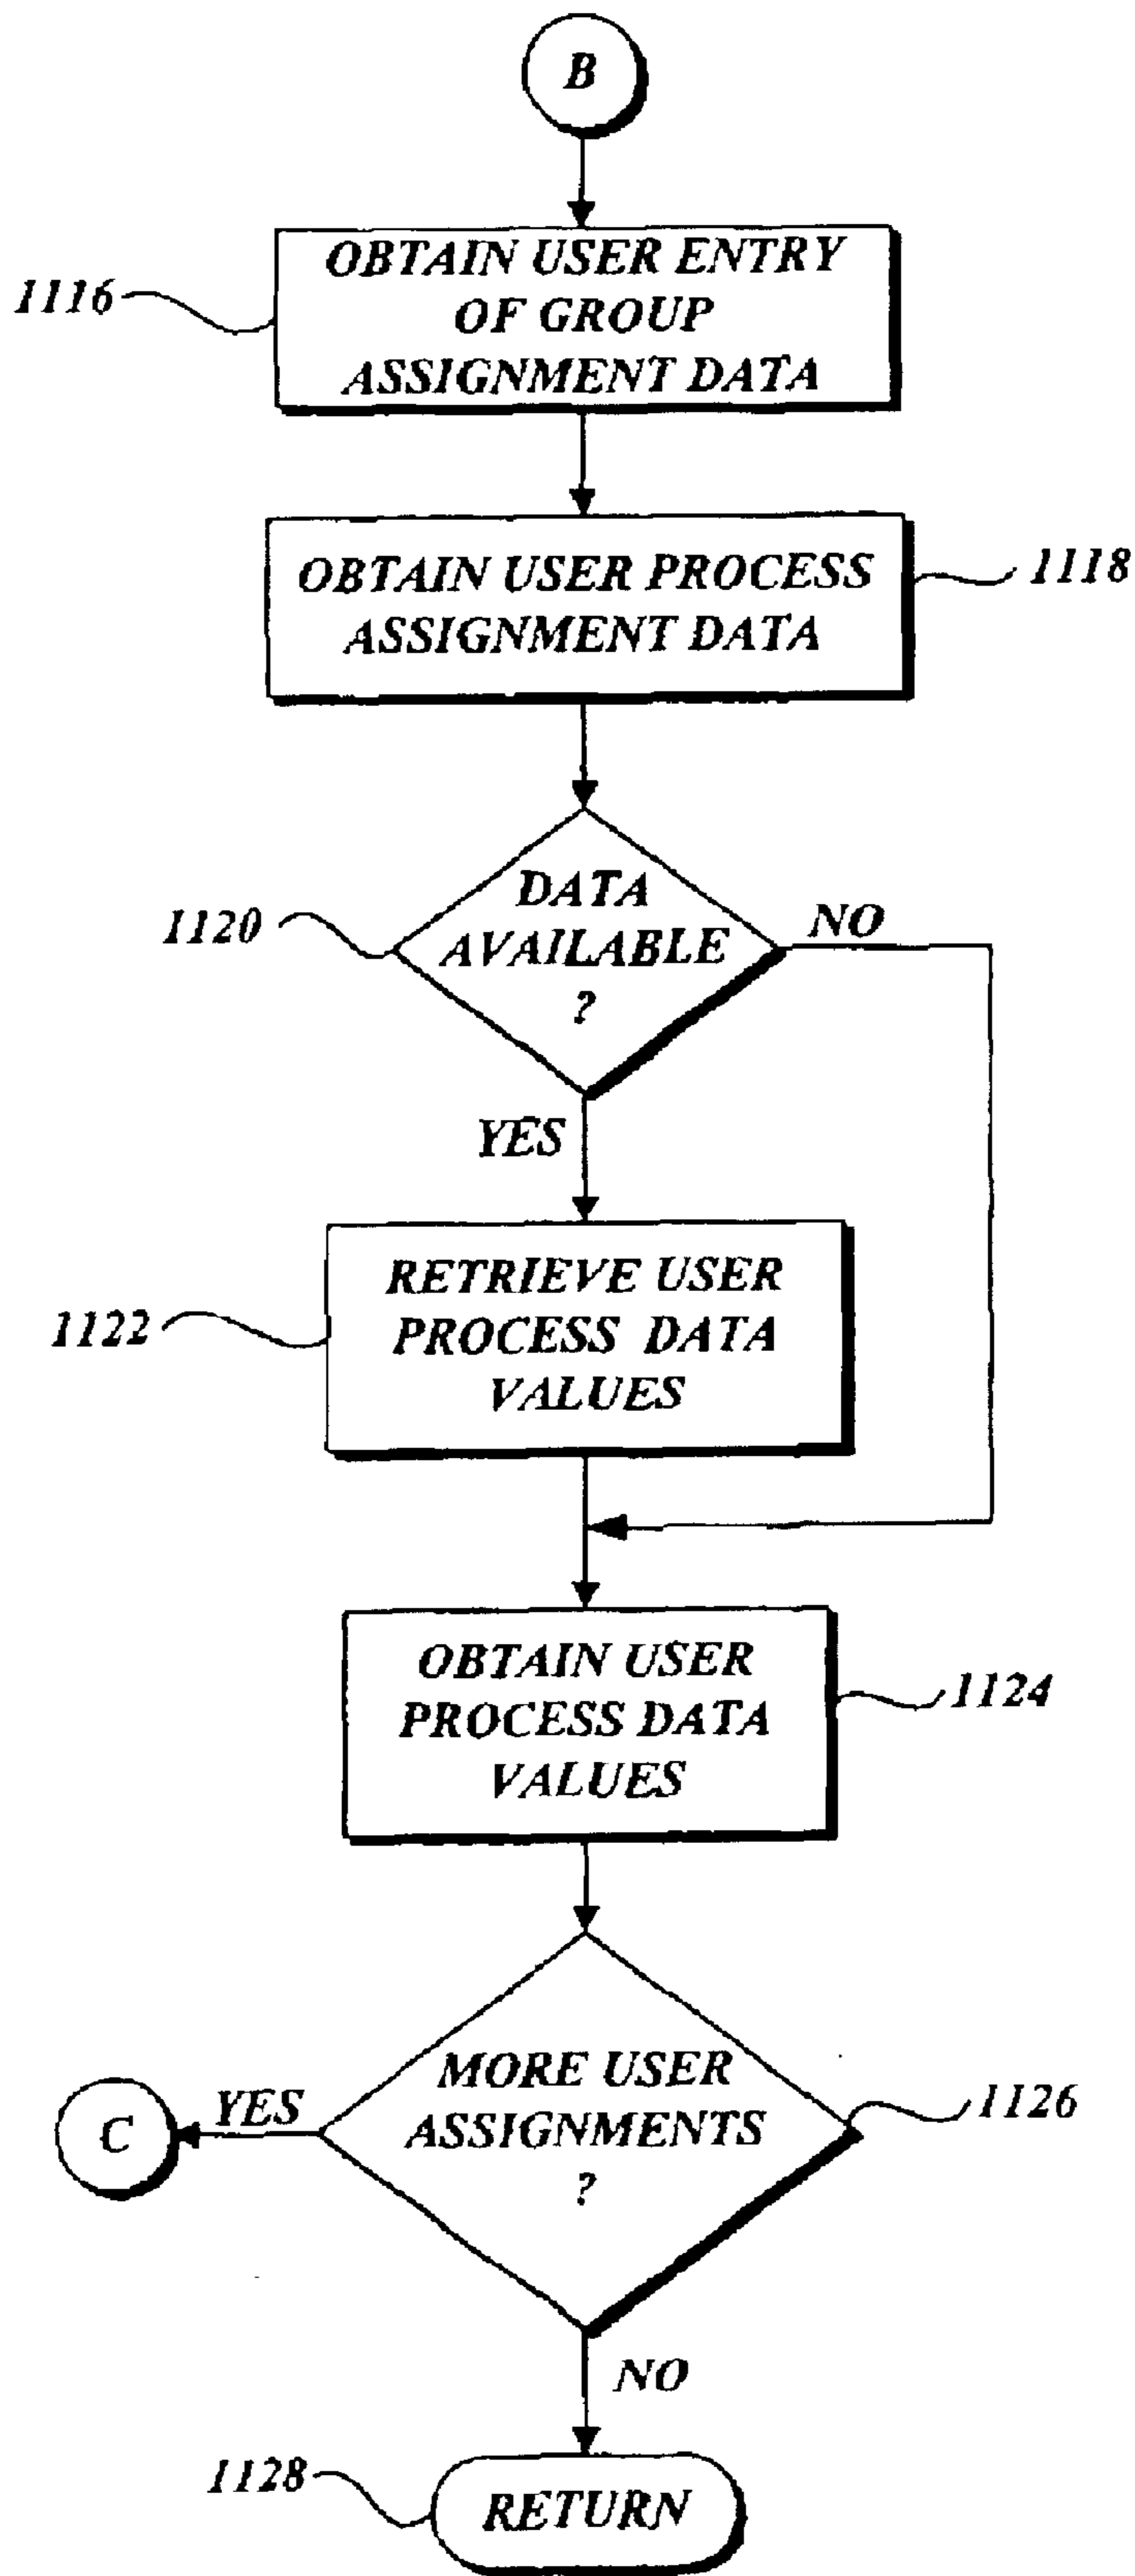 B
OBTAIN USER ENTRY
OF GROUP
ASSIGNMENT DATA
1116
OBTAIN USER PROCESS
ASSIGNMENT DATA
1118
DATA
AVAILABLE
?
1120
NO
YES
RETRIEVE USER
PROCESS DATA
VALUES
1122
OBTAIN USER
PROCESS DATA
VALUES
1124
MORE USER
ASSIGNMENTS
?
1126
YES
C
NO
1128
RETURN